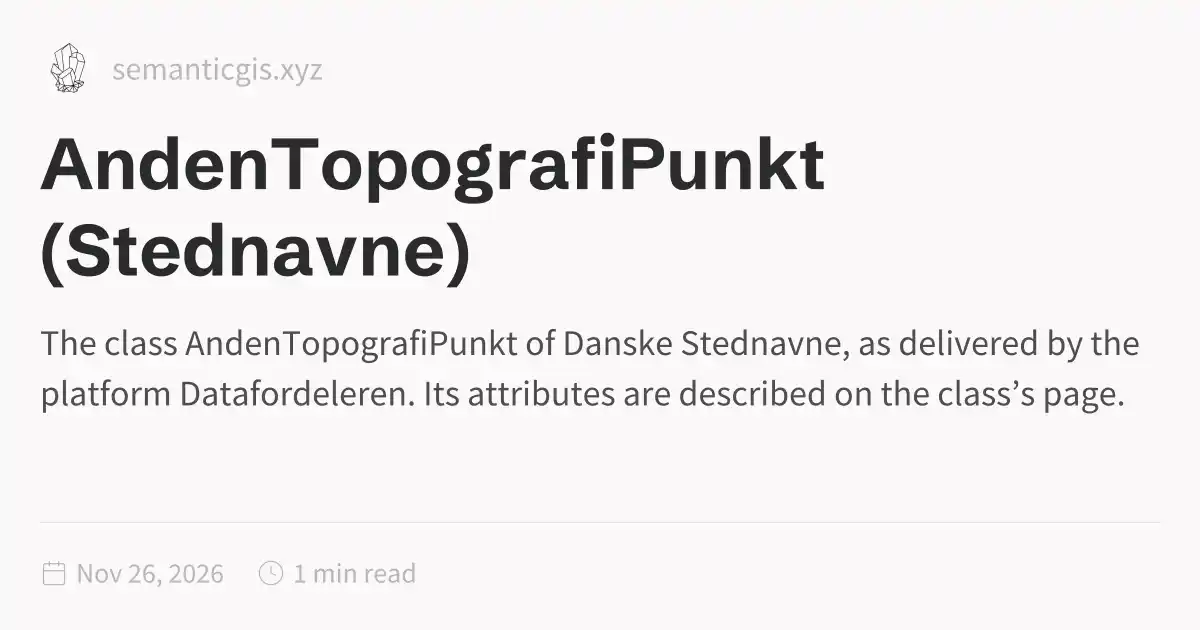 semanticgis.xyz
AndenTopografiPunkt
(Stednavne)
The class AndenTopografiPunkt of Danske Stednavne, as delivered by the
platform Datafordeleren. Its attributes are described on the class’s page.
Nov 26, 2026 1 min read